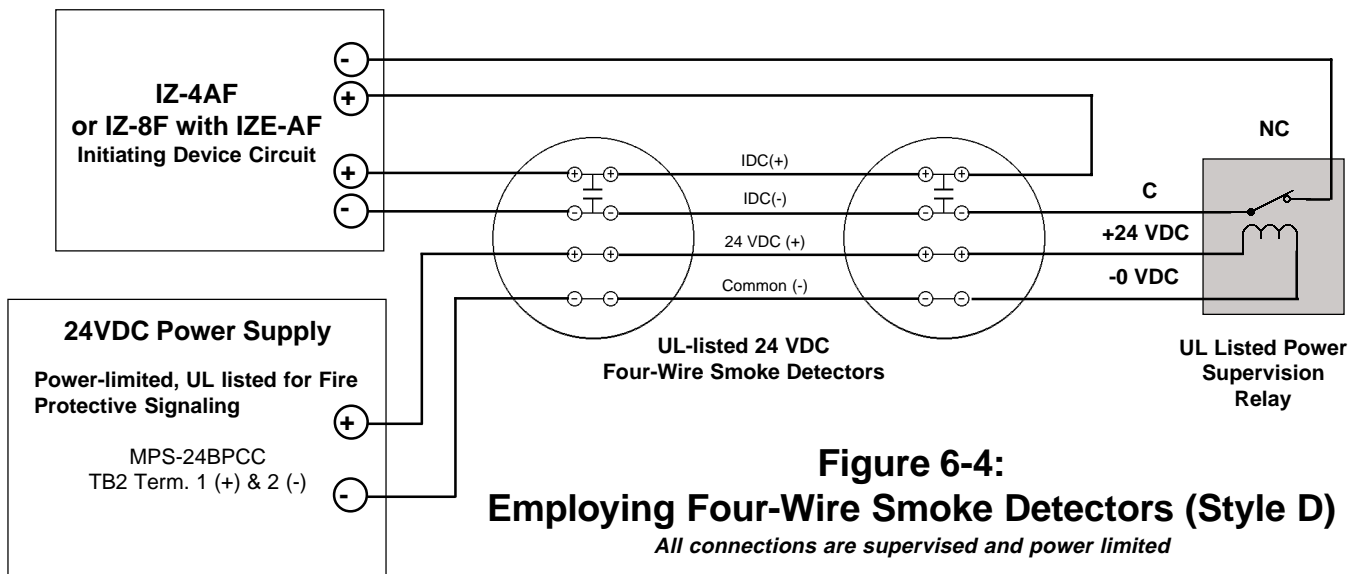 -
+
IZ-4AF
or IZ-8F with IZE-AF
Initiating Device Circuit
+
-
IDC(+)
IDC(-)
24 VDC (+)
Common (-)
NC
C
+24 VDC
-0 VDC
UL-listed 24 VDC
Four-Wire Smoke Detectors
UL Listed Power
Supervision
Relay
24VDC Power Supply
Power-limited, UL listed for Fire
Protective Signaling
+
MPS-24BPCC
TB2 Term. 1 (+) & 2 (-)
-
Figure 6-4:
Employing Four-Wire Smoke Detectors (Style D)
All connections are supervised and power limited